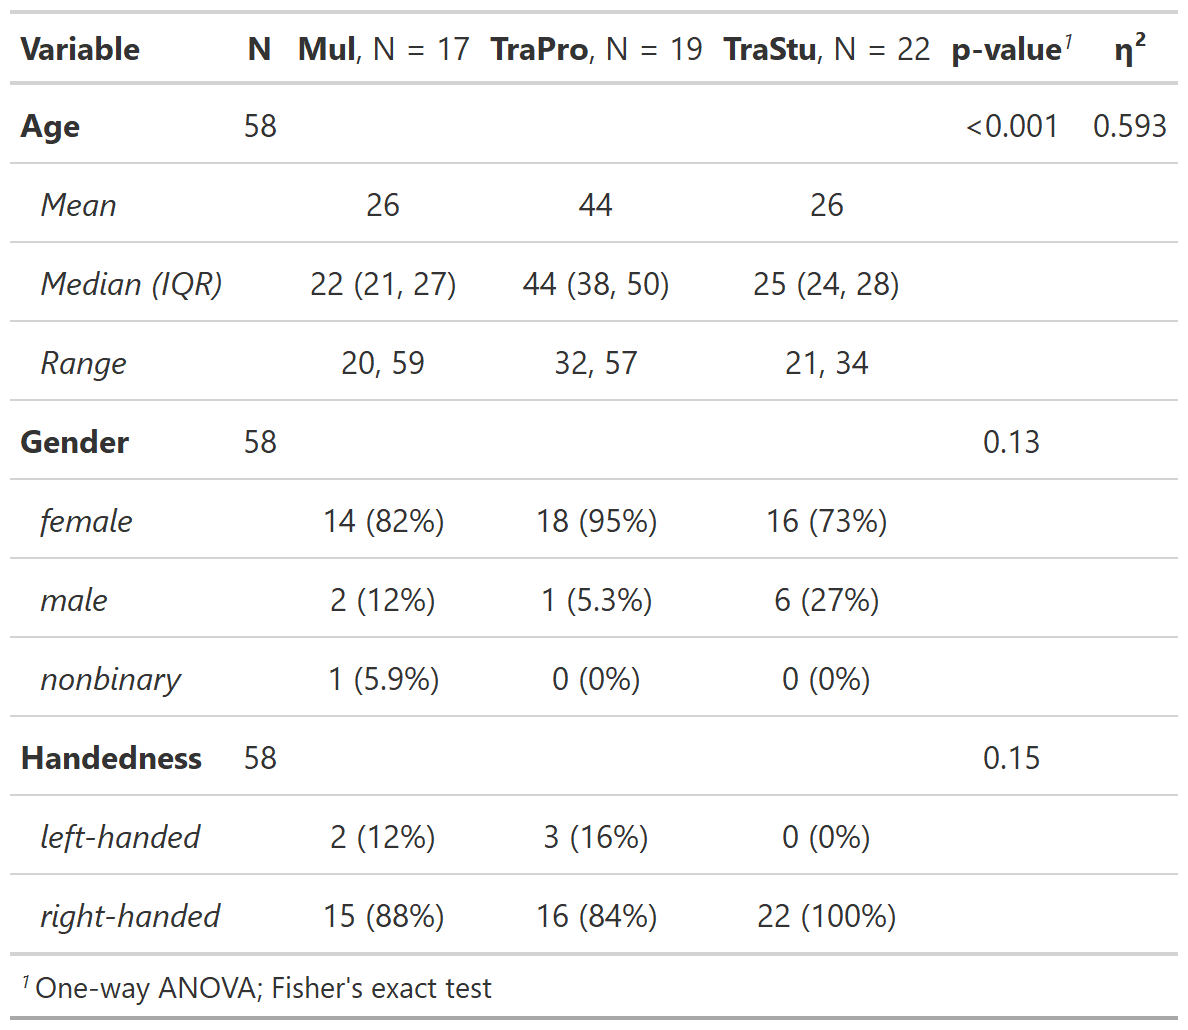 Variable N Mul, N = 17 TraPro, N = 19 TraStu, N = 22 p-value¹ η²
Age 58 <0.001 0.593
Mean 26 44 26
Median (IQR) 22 (21, 27) 44 (38, 50) 25 (24, 28)
Range 20, 59 32, 57 21, 34
Gender 58 0.13
female 14 (82%) 18 (95%) 16 (73%)
male 2 (12%) 1 (5.3%) 6 (27%)
nonbinary 1 (5.9%) 0 (0%) 0 (0%)
Handedness 58 0.15
left-handed 2 (12%) 3 (16%) 0 (0%)
right-handed 15 (88%) 16 (84%) 22 (100%)
¹ One-way ANOVA; Fisher's exact test